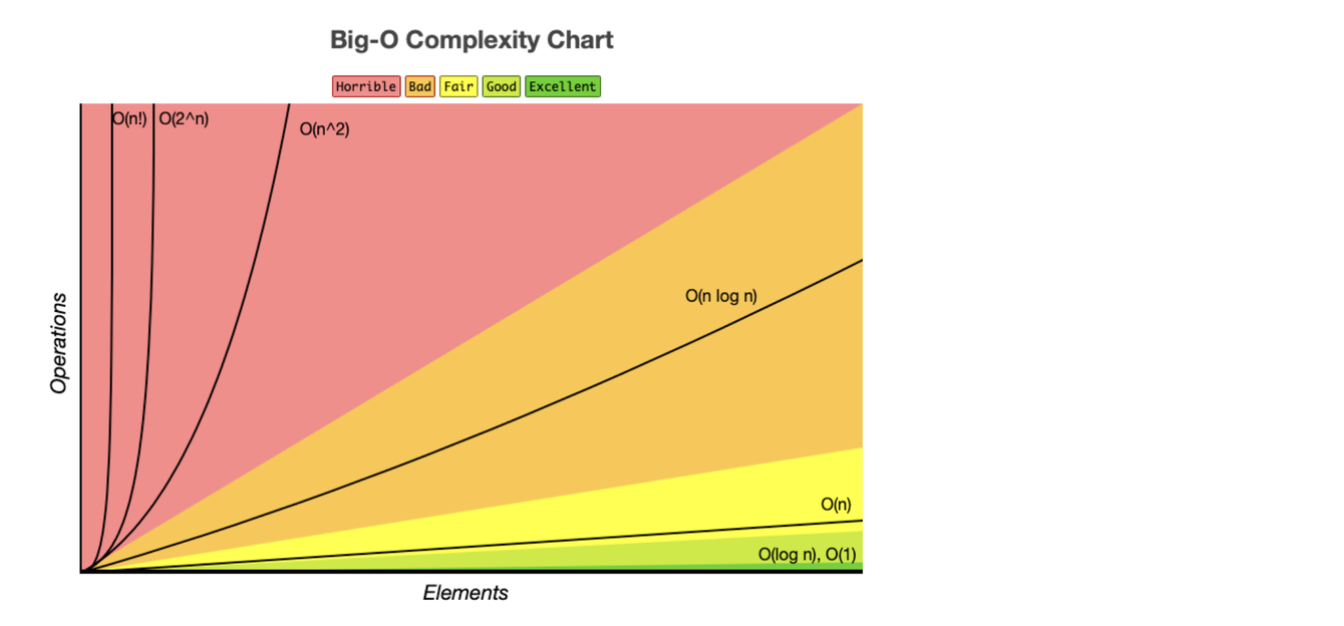 Big-O Complexity Chart
Horrible Bad Fair Good Excellent
O(n!) O(2^n)
O(n^2)
O(n log n)
Operations
O(n)
O(log n), O(1)
Elements